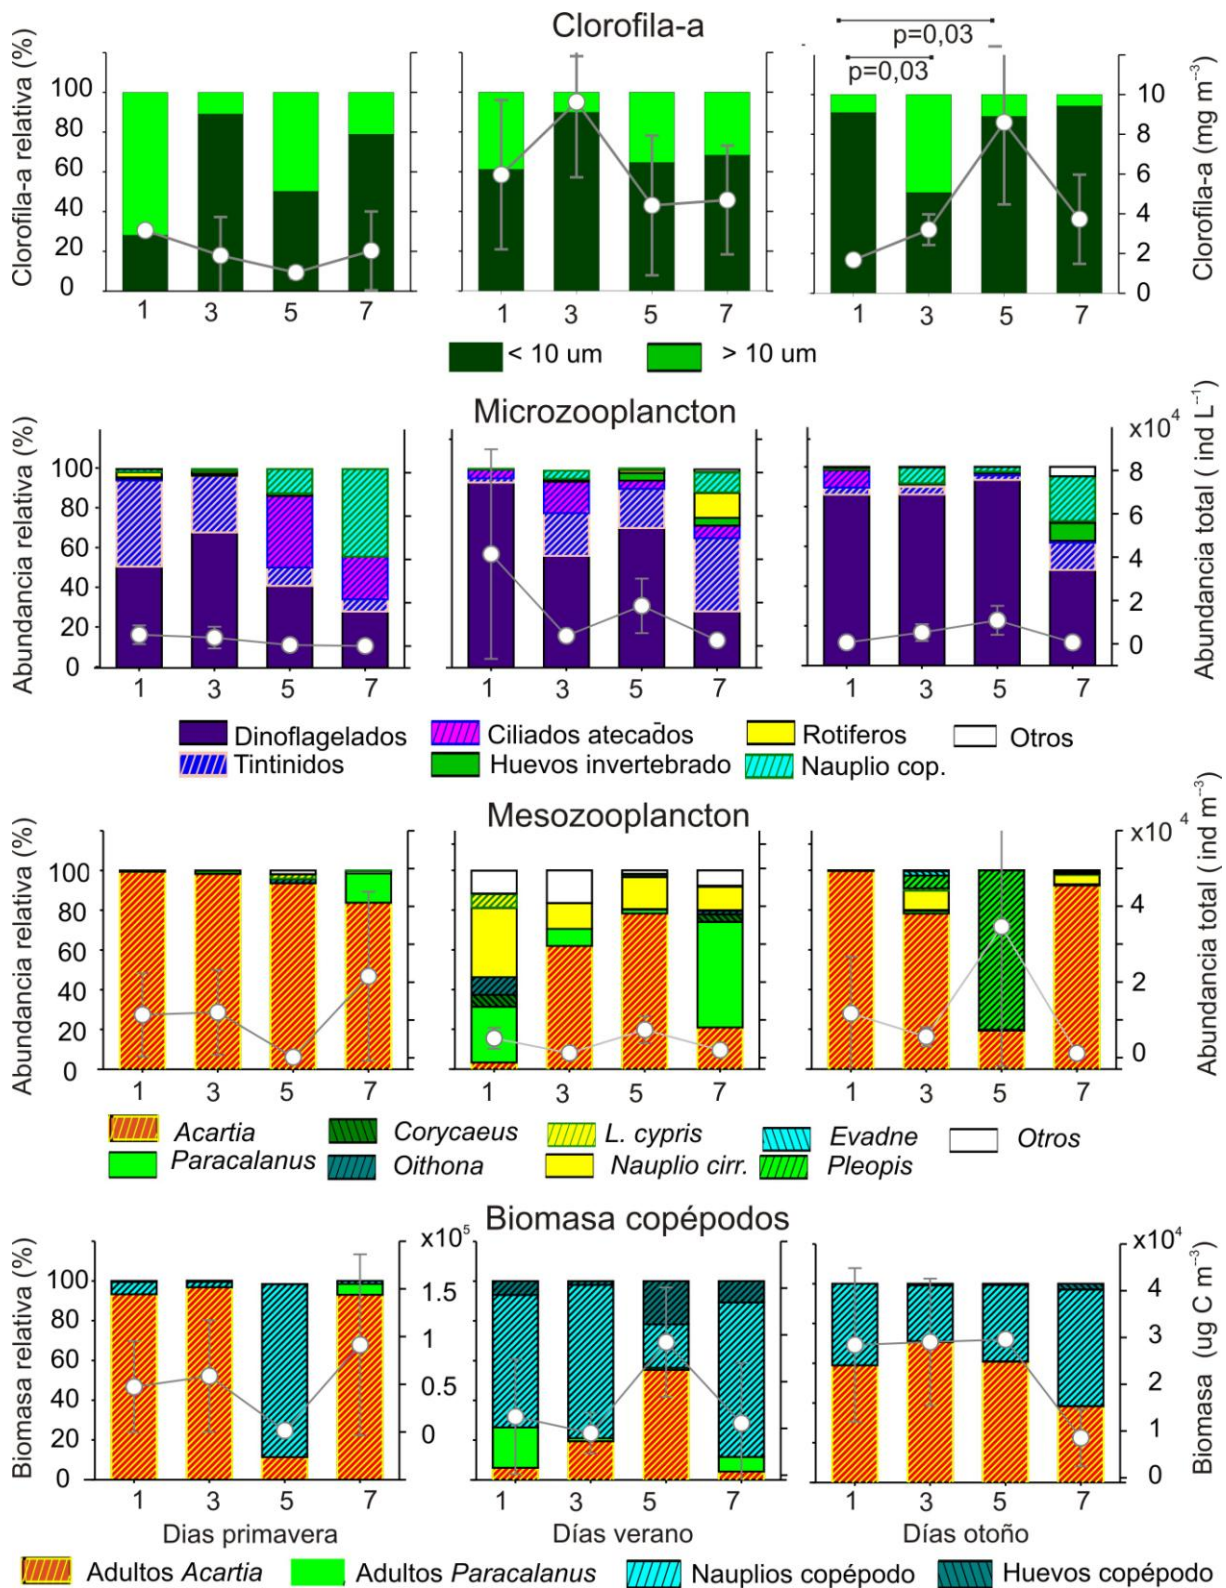 Clorofila-a
Clorofila-a relativa (%)
100
80
60
40
20
0
1 3 5 7
1 3 5 7
p=0,03
p=0,03
1 3 5 7
10
8
6
4
2
0
Clorofila-a (mg m⁻³)
< 10 um > 10 um
Microzooplancton
Abundancia relativa (%)
100
80
60
40
20
0
1 3 5 7
1 3 5 7
1 3 5 7
x10⁴
8
6
4
2
0
Abundancia total ( ind L⁻¹)
Dinoflagelados Ciliados atecados Rotiferos Otros
Tintinidos Huevos invertebrado Nauplio cop.
Mesozooplancton
Abundancia relativa (%)
100
80
60
40
20
0
1 3 5 7
1 3 5 7
1 3 5 7
x10⁴
4
2
0
Abundancia total (ind m⁻³)
Acartia Corycaeus L. cypris Evadne Otros
Paracalanus Oithona Nauplio cirr. Pleopis
Biomasa copépodos
Biomasa relativa (%)
100
80
60
40
20
0
x10⁵
1.5
1
0.5
0
1 3 5 7
1 3 5 7
1 3 5 7
x10⁴
4
3
2
1
0
Biomasa (ug C m⁻³)
Dias primavera Días verano Días otoño
Adultos Acartia Adultos Paracalanus Nauplios copépodo Huevos copépodo